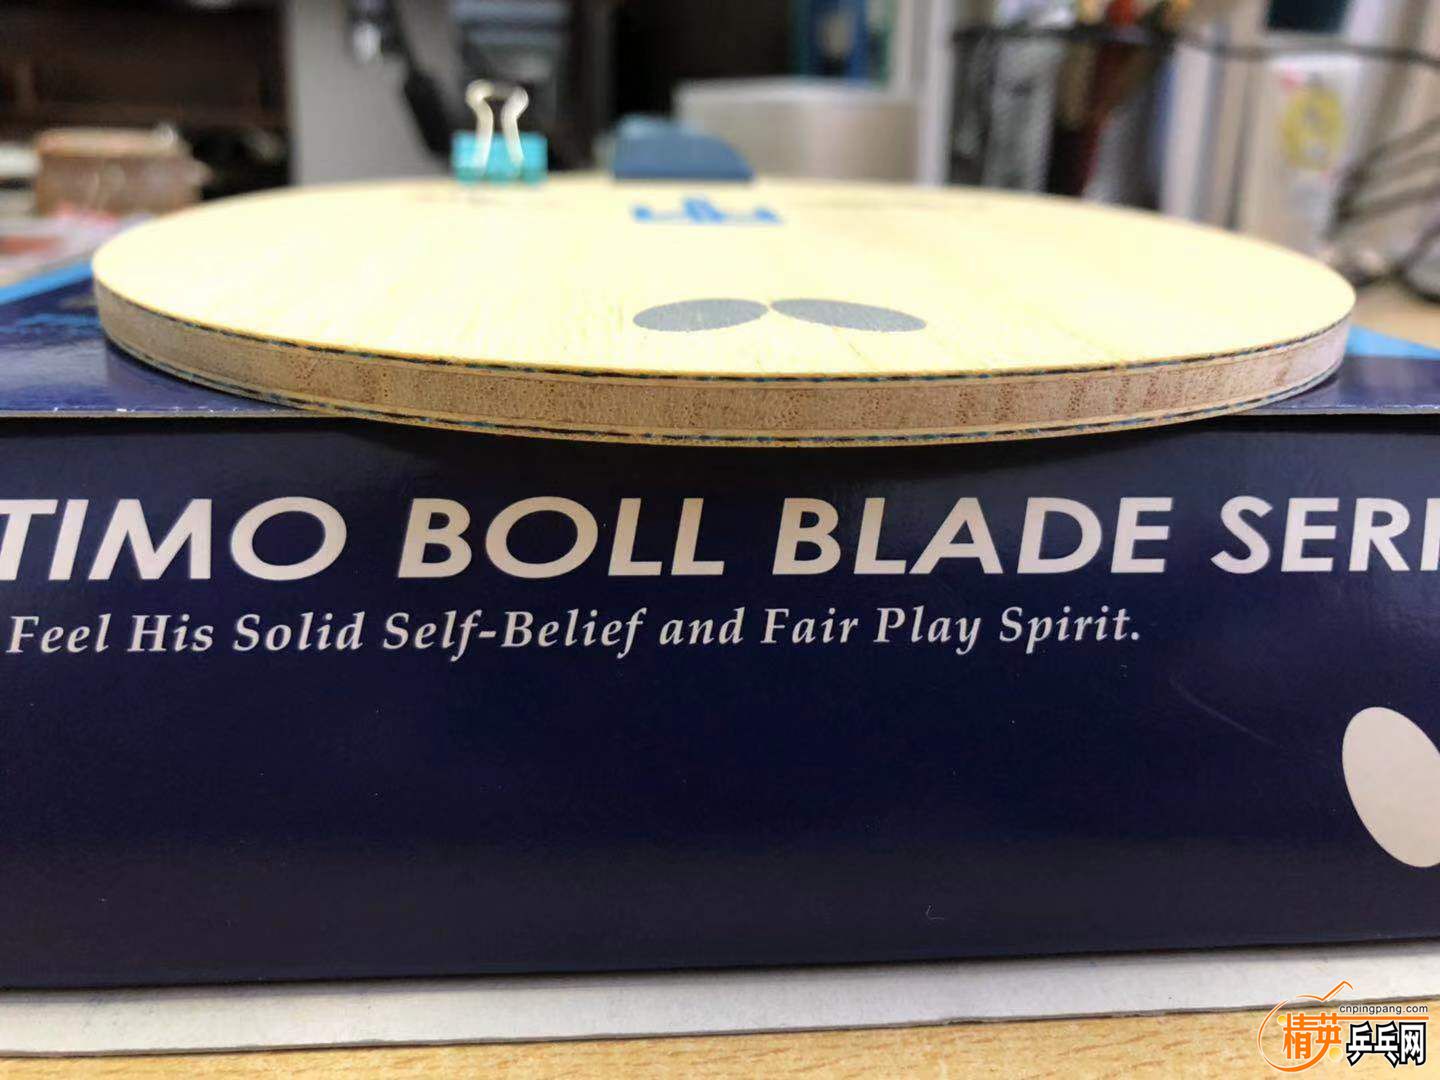 TIMO BOLL BLADE SERI
Feel His Solid Self-Belief and Fair Play Spirit.
cnpingpang.com
精英乒乓网